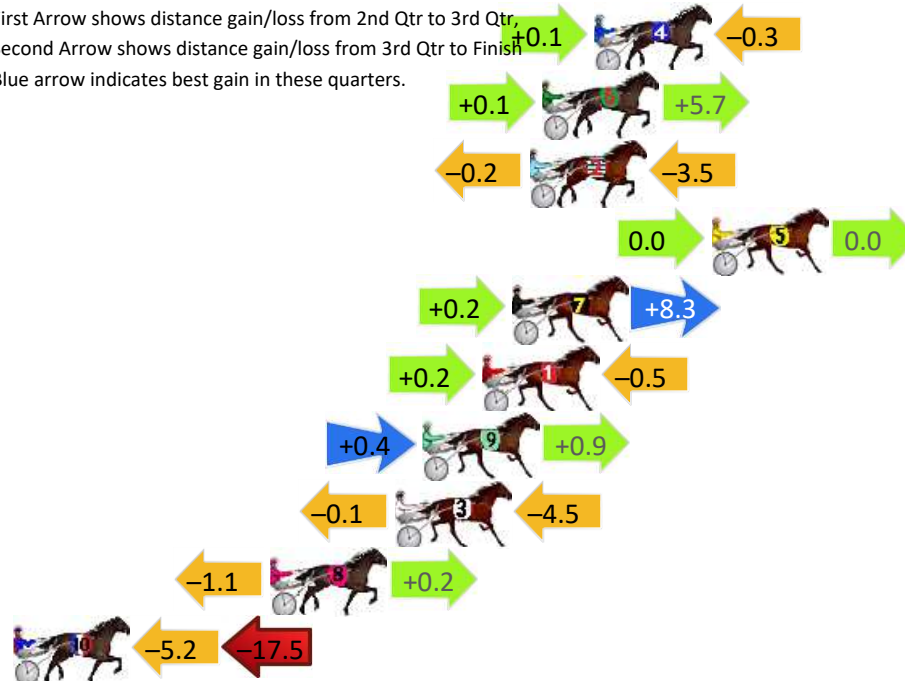 irst Arrow shows distance gain/loss from 2nd Qtr to 3rd Qtr,
econd Arrow shows distance gain/loss from 3rd Qtr to Finish
Blue arrow indicates best gain in these quarters.
+0.1 4 –0.3
+0.1 6 +5.7
–0.2 2 –3.5
0.0 5 0.0
+0.2 7 +8.3
+0.2 1 –0.5
+0.4 9 +0.9
–0.1 3 –4.5
–1.1 8 +0.2
10 –5.2 –17.5